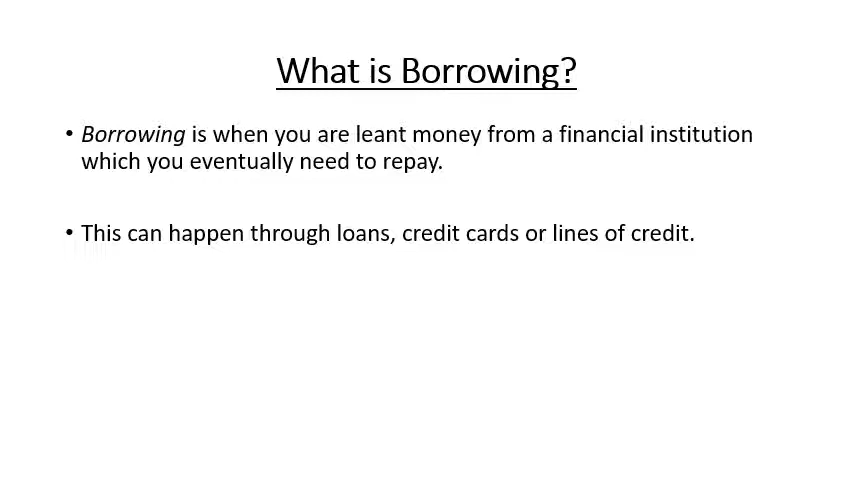 What is Borrowing?
• Borrowing is when you are leant money from a financial institution
which you eventually need to repay.
• This can happen through loans, credit cards or lines of credit.